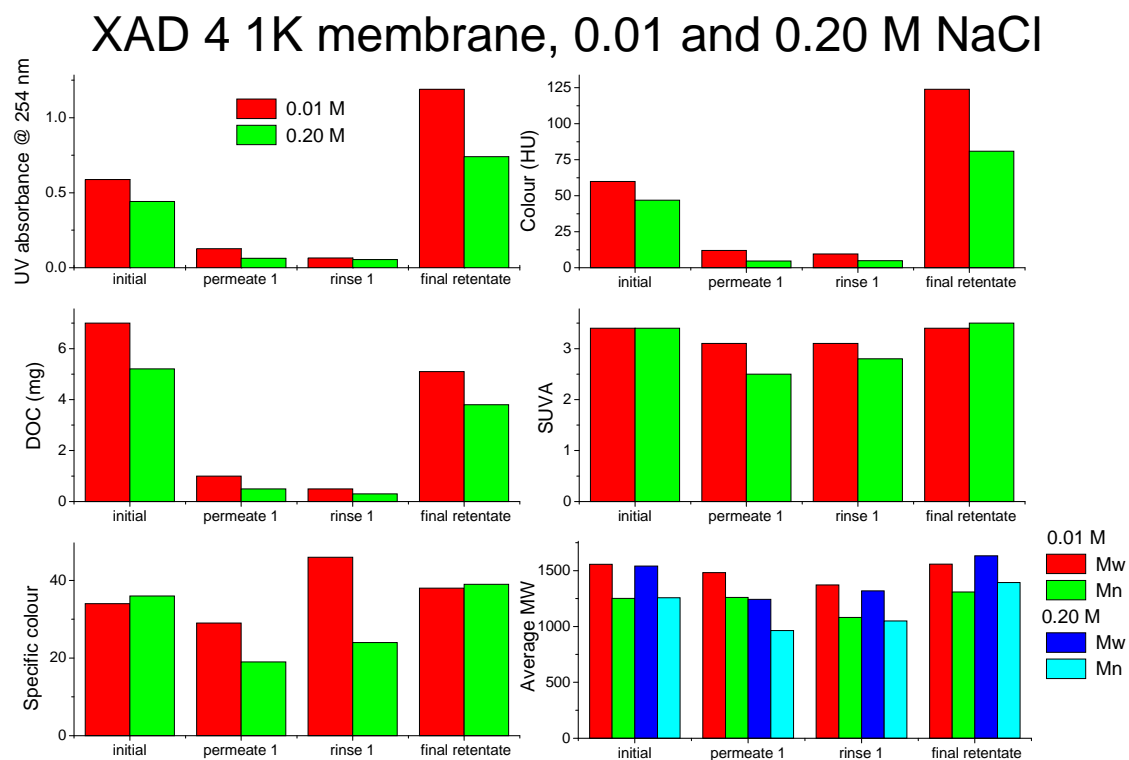 XAD 4 1K membrane, 0.01 and 0.20 M NaCl
UV absorbance @ 254 nm
1.0
0.5
0.0
0.01 M
0.20 M
initial
permeate 1
rinse 1
final retentate
Colour (HU)
125
100
75
50
25
0
initial
permeate 1
rinse 1
final retentate
DOC (mg)
6
4
2
0
initial
permeate 1
rinse 1
final retentate
SUVA
3
2
1
0
initial
permeate 1
rinse 1
final retentate
Specific colour
40
20
0
initial
permeate 1
rinse 1
final retentate
Average MW
1500
1000
500
0
initial
permeate 1
rinse 1
final retentate
0.01 M
Mw
Mn
0.20 M
Mw
Mn